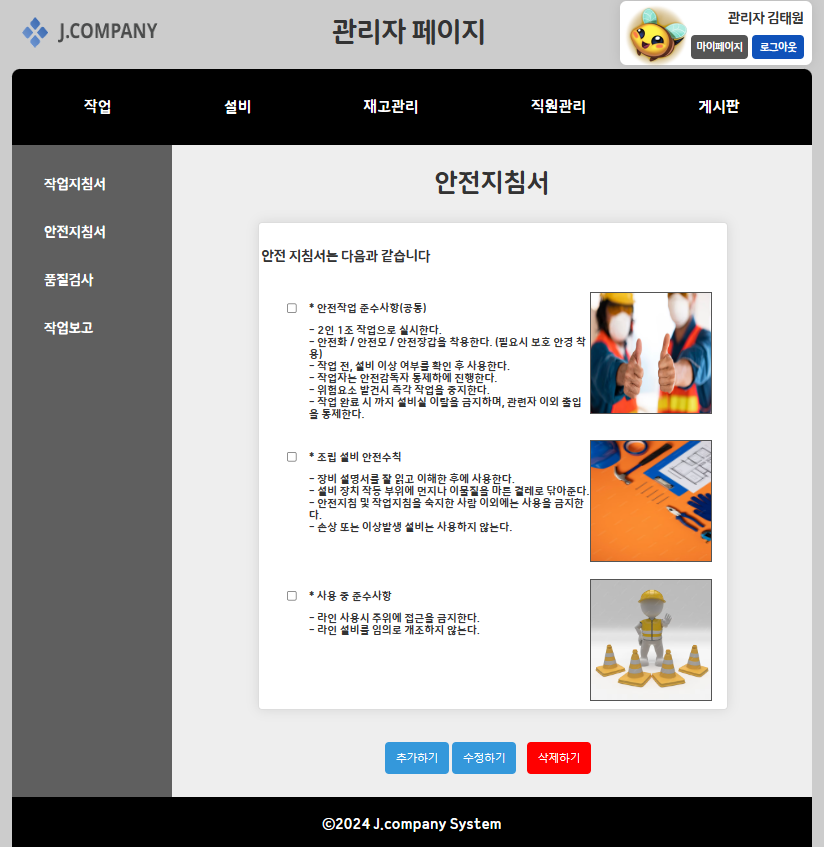 J.COMPANY
관리자 페이지
관리자 김태원
마이페이지 로그아웃
작업 설비 재고관리 직원관리 게시판
작업지침서
안전지침서
품질검사
작업보고
안전지침서
안전 지침서는 다음과 같습니다
* 안전작업 준수사항(공통)
- 2인 1조 작업으로 실시한다.
- 안전화 / 안전모 / 안전장갑을 착용한다. (필요시 보호 안경 착
용)
- 작업 전, 설비 이상 여부를 확인 후 사용한다.
- 작업자는 안전감독자 통제하에 진행한다.
- 위험요소 발견시 즉각 작업을 중지한다.
- 작업 완료 시 까지 설비실 이탈을 금지하며, 관련자 이외 출입
을 통제한다.
* 조립 설비 안전수칙
- 장비 설명서를 잘 읽고 이해한 후에 사용한다.
- 설비 장치 작동 부위에 먼지나 이물질을 마른 걸레로 닦아준다.
- 안전지침 및 작업지침을 숙지한 사람 이외에는 사용을 금지한
다.
- 손상 또는 이상발생 설비는 사용하지 않는다.
* 사용 중 준수사항
- 라인 사용시 주위에 접근을 금지한다.
- 라인 설비를 임의로 개조하지 않는다.
추가하기 수정하기 삭제하기
©2024 J.company System